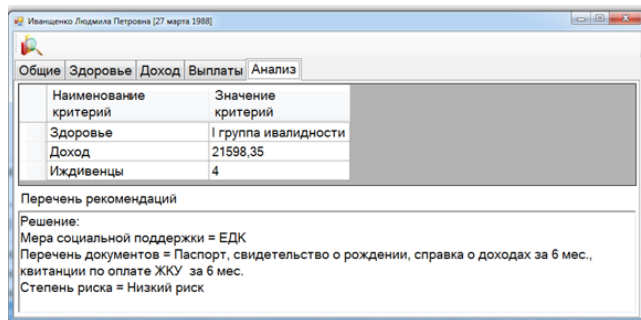 Иванщенко Людмила Петровна [27 марта 1988]
Общие Здоровье Доход Выплаты Анализ
Наименование критерий Значение критерий
Здоровье I группа ивалидности
Доход 21598,35
Иждивенцы 4
Перечень рекомендаций
Решение:
Мера социальной поддержки = ЕДК
Перечень документов = Паспорт, свидетельство о рождении, справка о доходах за 6 мес.,
квитанции по оплате ЖКУ за 6 мес.
Степень риска = Низкий риск